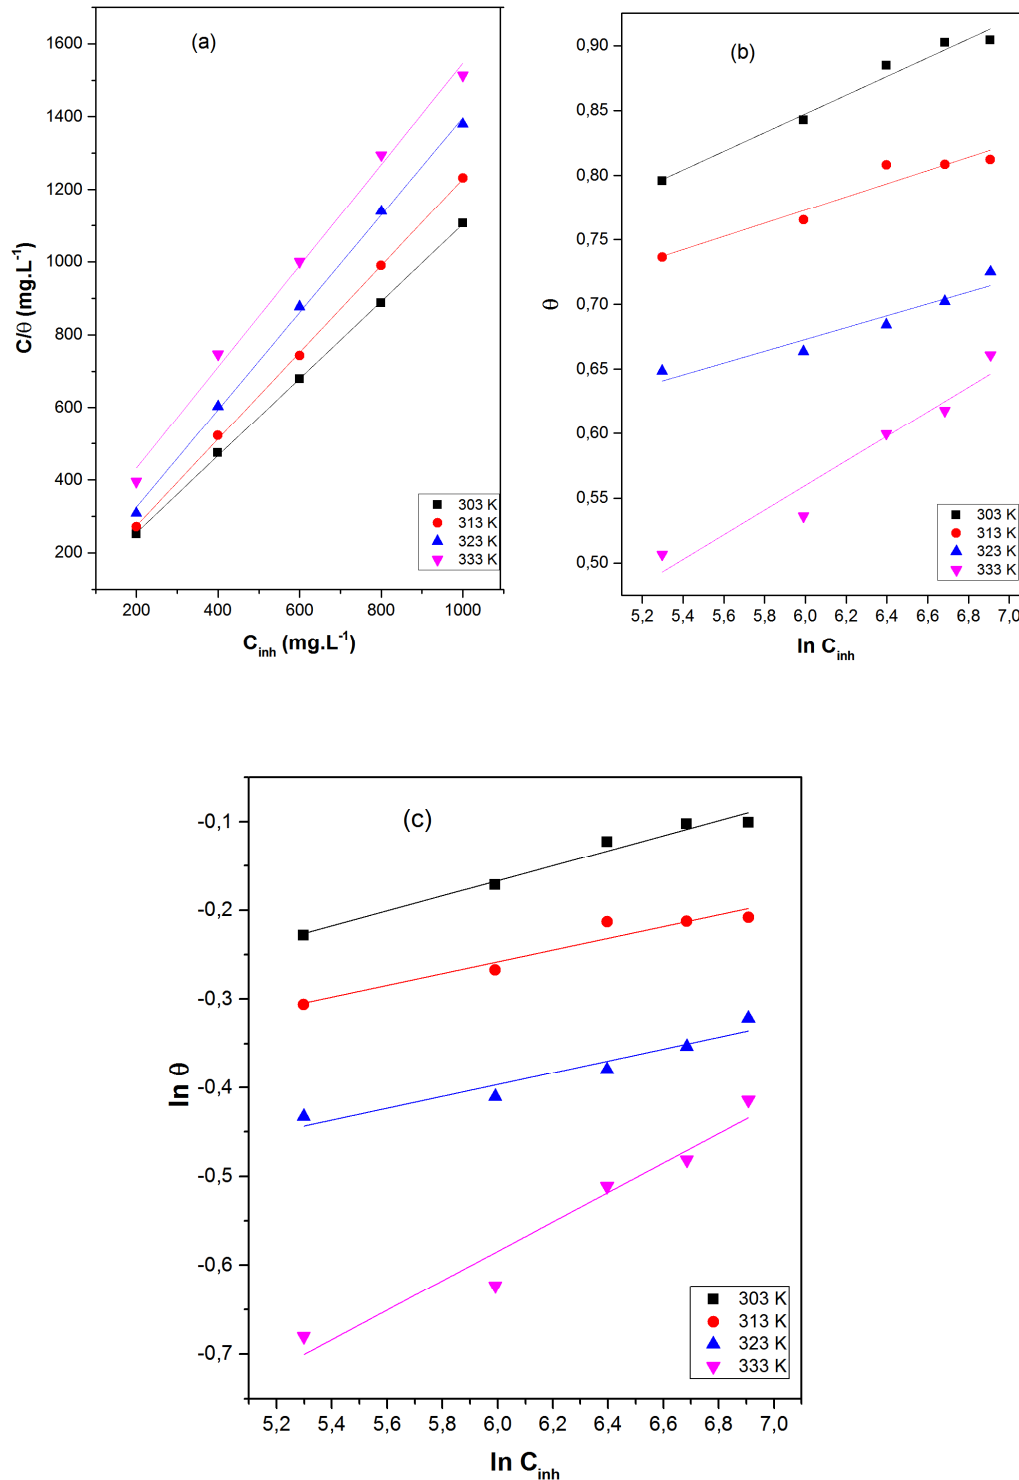 (a)
1600
1400
1200
1000
800
600
400
200
C/θ (mg.L⁻¹)
200 400 600 800 1000
C_inh (mg.L⁻¹)
303 K
313 K
323 K
333 K
(b)
0,90
0,85
0,80
0,75
0,70
0,65
0,60
0,55
0,50
θ
5,2 5,4 5,6 5,8 6,0 6,2 6,4 6,6 6,8 7,0
ln C_inh
303 K
313 K
323 K
333 K
(c)
-0,1
-0,2
-0,3
-0,4
-0,5
-0,6
-0,7
ln θ
5,2 5,4 5,6 5,8 6,0 6,2 6,4 6,6 6,8 7,0
ln C_inh
303 K
313 K
323 K
333 K